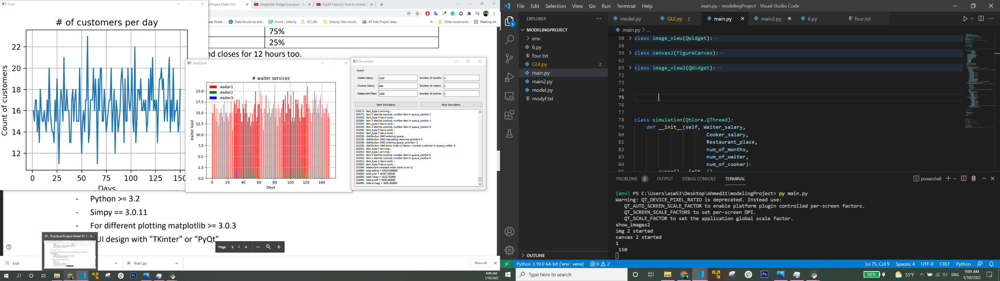 Chart
# of customers per day
Count of customers
22
20
18
16
14
12
0 25 50 75 100 125 150
Days
al Project Sheet V1.1
Matplotlib Widget Examples - Yo
PyQt5 Tutorial | How to embed
ate Strate...
Data Structures and...
Home - Udacity
FCI_4th
Udacity free nanod...
40 Side Project Idea...
»
Other bookmarks
Reading list
75%
25%
nd closes for 12 hours too.
loadChart
# waiter services
waiter1
waiter2
waiter3
waiter load
20.0
17.5
15.0
12.5
10.0
7.5
5.0
2.5
0.0
0 20 40 60 80 100 120 140
Days
Simulation
Input:
Waiter Salary 1200 Number of months 5
Cooker Salary 800 Number of waiters 3
Restaurant Place 2200 Number of cookes 2
Start Simulation Stop Simulation
215172: item_type 3 arriving :
215172: item 5 start be cooked. number item in queue_cooker 2
215183: item_type 4 leave cook :
215183: item 3 start be cooked. number item in queue_cooker 1
215193: item_type 3 leave cook :
215193: item 3 start be cooked. number item in queue_cooker 0
215194: item_type 5 leave cook :
215205: item_type 3 leave cook :
215238: distribution 2463 entering queue
215238: distribution 2463 requesting resource priority= 1
215238: distribution 2463 entering queue .priority= 1
215238: distribution 2463 done order<2 items>. number customer in queue_waiter: 0
215242: item_type 4 arriving :
215242: item_type 2 arriving :
215242: item 4 start be cooked. number item in queue_cooker 0
215242: item 2 start be cooked. number item in queue_cooker 0
215252: item_type 2 leave cook :
215263: item_type 4 leave cook :
215299: Restaurant closesed order clock over 12
216000: total selling = 64324.000000
216000: total cost = 56297.200000
216000: total Taxes = 1123.752000
216000: total profit = 8026.800000
216000: total avreag = 1605.360000
- Python >= 3.2
- Simpy == 3.0.11
- For different plotting matplotlib >= 3.0.3
UI design with "TKinter" or "PyQt"
Practical Project Sheet V1.1 - G...
Page 3 / 4
6.txt
final1.py
Show all
9:09 AM
1/10/2022
File Edit Selection View Go Run Terminal Help
main.py - modelingProject - Visual Studio Code
EXPLORER
1
MODELINGPROJECT
env
6.py
four.txt
GUI.py 2
main.py
main2.py
model.py
modyf.txt
OUTLINE
model.py
GUI.py 2
main.py
main2.py
6.py
four.txt
main.py > ...
30 class image_view(QWidget): ...
38
39 class canvas2(FigureCanvas): ...
62
63 class image_view2(QWidget): ...
72
73
74
75
76
77
78 class simulation(QtCore.QThread):
79 def __init__(self, Waiter_salary,
80 Cooker_salary,
81 Restaurant_place,
82 num_of_months,
83 num_of_waiter,
84 num_of_cooker):
85 super().__init__()
PROBLEMS 2 OUTPUT DEBUG CONSOLE TERMINAL
powershell
(env) PS C:\Users\asa53\Desktop\Ahmed21\modelingProject> py main.py
Warning: QT_DEVICE_PIXEL_RATIO is deprecated. Instead use:
QT_AUTO_SCREEN_SCALE_FACTOR to enable platform plugin controlled per-screen factors.
QT_SCREEN_SCALE_FACTORS to set per-screen DPI.
QT_SCALE_FACTOR to set the application global scale factor.
show_images2
img 2 started
canvas 2 started
1
150
Python 3.10.0 64-bit ('env': venv)
0 2
Ln 75, Col 9 Spaces: 4 UTF-8 CRLF Python
Type here to search
98%
55°F
ENG
9:09 AM
1/10/2022